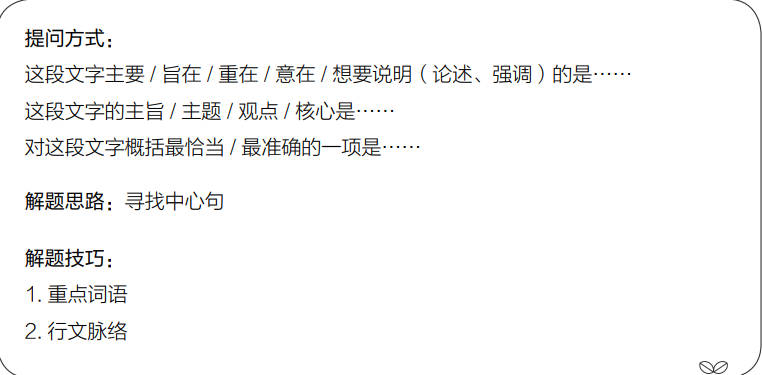 提问方式：
这段文字主要 / 旨在 / 重在 / 意在 / 想要说明（论述、强调）的是……
这段文字的主旨 / 主题 / 观点 / 核心是……
对这段文字概括最恰当 / 最准确的一项是……
解题思路：寻找中心句
解题技巧：
1. 重点词语
2. 行文脉络